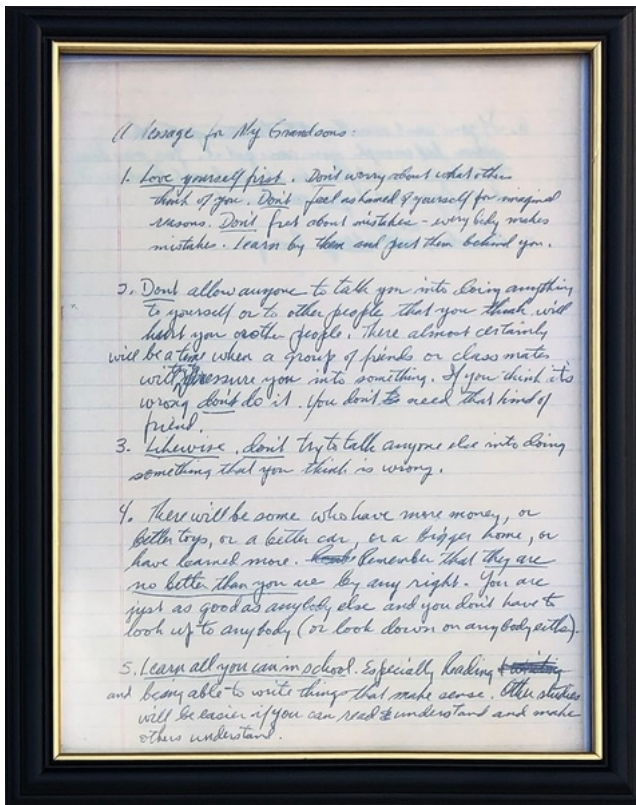 A Message for My Grandsons:
1. Love yourself first. Don't worry about what others
think of you. Don't feel ashamed of yourself for
reasons. Don't fret about mistakes - everybody makes
mistakes. Learn by them and put them behind you.
2. Dont allow anyone to talk you into doing anything
to yourself or to other people that you think will
hurt you or other people. There almost certainly
will be a time when a group of friends or class mates
will pressure you into something. If you think it's
wrong dont do it. You don't need that kind of
friend.
3. Likewise, don't try to talk anyone else into doing
something that you think is wrong.
4. There will be some who have more money, or
better toys, or a better car, or a bigger home, or
have learned more. Remember that they are
no better than you are by any right. You are
just as good as anybody else and you don't have to
look up to anybody (or look down on anybody either).
5. Learn all you can in school. Especially Reading
and being able to write things that make sense. Other studies
will be easier if you can read & understand and make
others understand.